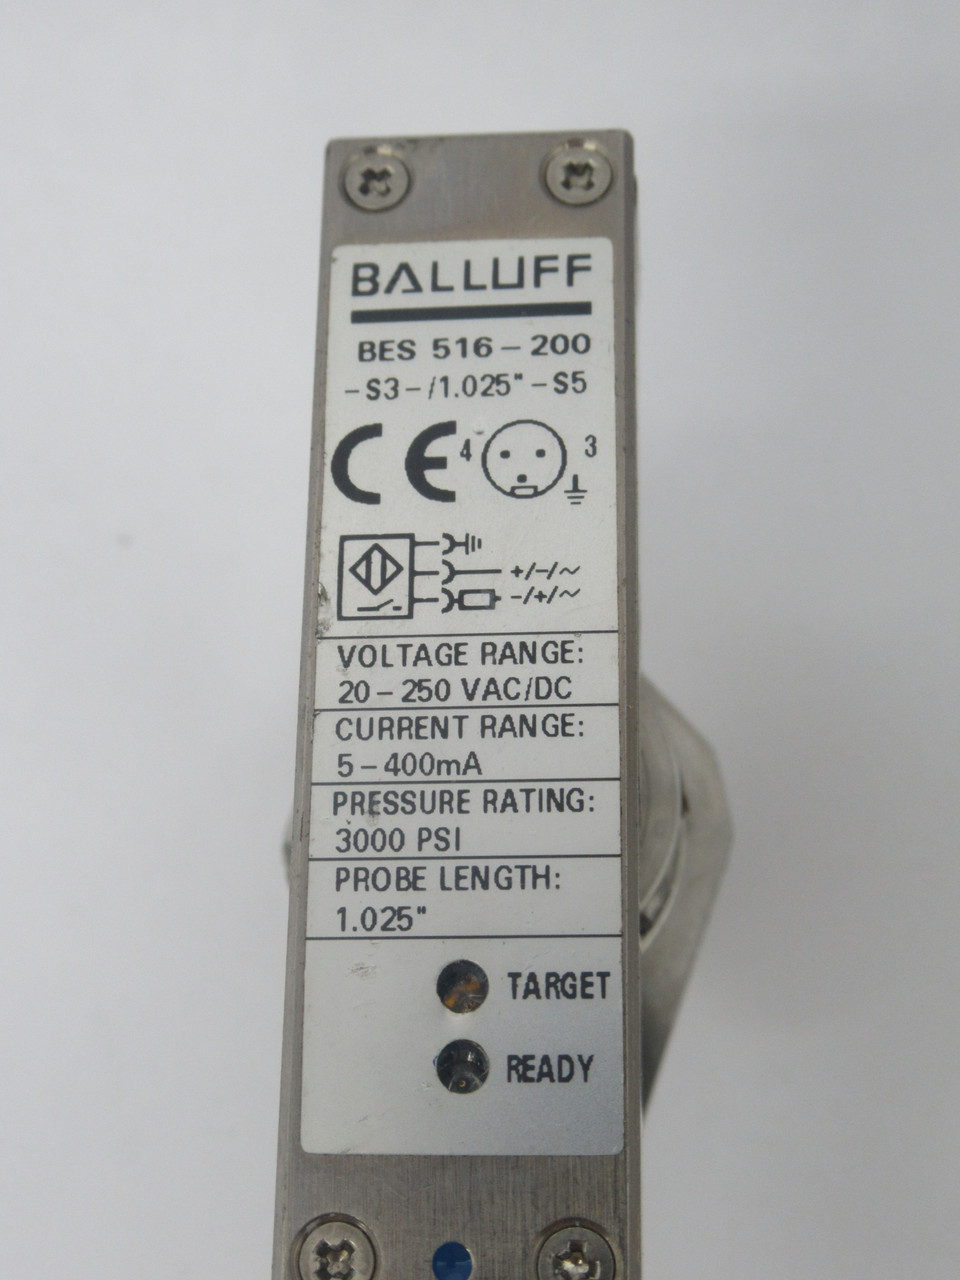 BALLUFF
BES 516-200
-S3-/1.025"-S5
CE 4 3
+/-/~
-/+/~
VOLTAGE RANGE:
20-250 VAC/DC
CURRENT RANGE:
5-400mA
PRESSURE RATING:
3000 PSI
PROBE LENGTH:
1.025"
TARGET
READY